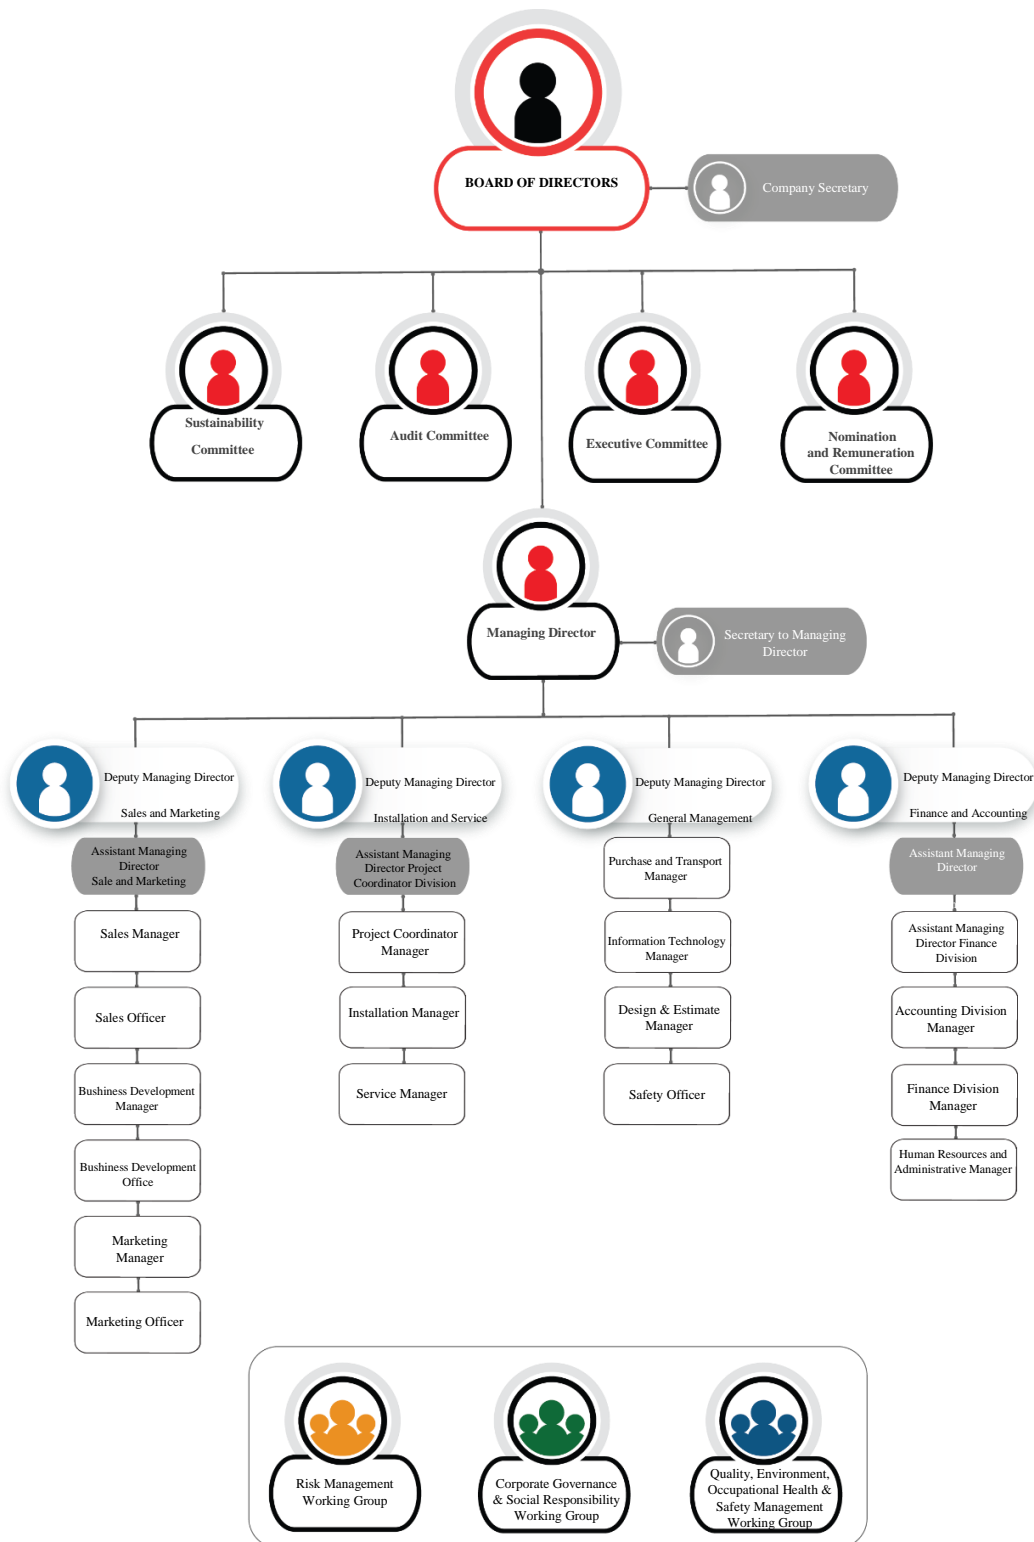 BOARD OF DIRECTORS
Company Secretary
Sustainability
Committee
Audit Committee
Executive Committee
Nomination
and Remuneration
Committee
Managing Director
Secretary to Managing
Director
Deputy Managing Director
Sales and Marketing
Deputy Managing Director
Installation and Service
Deputy Managing Director
General Management
Deputy Managing Director
Finance and Accounting
Assistant Managing
Director
Sale and Marketing
Sales Manager
Sales Officer
Bushiness Development
Manager
Bushiness Development
Office
Marketing
Manager
Marketing Officer
Assistant Managing
Director Project
Coordinator Division
Project Coordinator
Manager
Installation Manager
Service Manager
Purchase and Transport
Manager
Information Technology
Manager
Design & Estimate
Manager
Safety Officer
Assistant Managing
Director
Assistant Managing
Director Finance
Division
Accounting Division
Manager
Finance Division
Manager
Human Resources and
Administrative Manager
Risk Management
Working Group
Corporate Governance
& Social Responsibility
Working Group
Quality, Environment,
Occupational Health &
Safety Management
Working Group